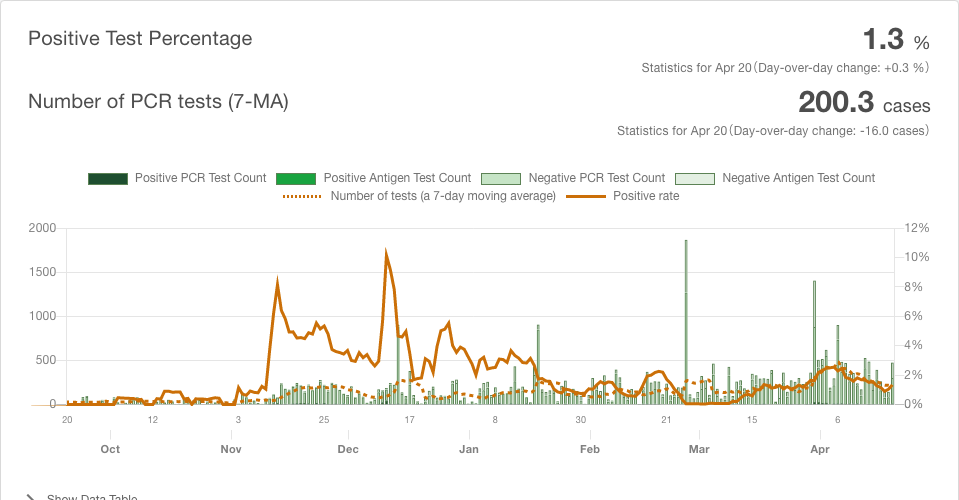 Positive Test Percentage
1.3 %
Statistics for Apr 20（Day-over-day change: +0.3 %）
Number of PCR tests (7-MA)
200.3 cases
Statistics for Apr 20（Day-over-day change: -16.0 cases）
Positive PCR Test Count Positive Antigen Test Count Negative PCR Test Count Negative Antigen Test Count
Number of tests (a 7-day moving average) Positive rate
2000 12%
10%
1500
8%
1000 6%
4%
500
2%
0 0%
20 12 3 25 17 8 30 21 15 6
Oct Nov Dec Jan Feb Mar Apr
Show Data Table